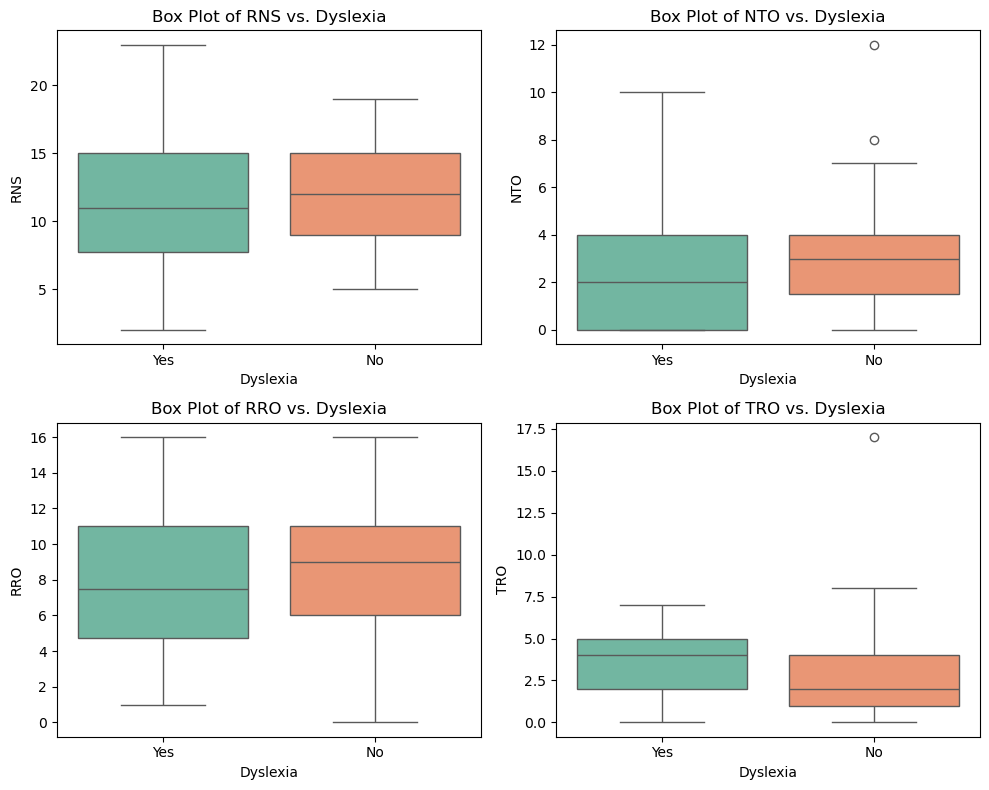 Box Plot of RNS vs. Dyslexia
20
15
10
5
RNS
Yes
No
Dyslexia
Box Plot of NTO vs. Dyslexia
12
10
8
6
4
2
0
NTO
Yes
No
Dyslexia
Box Plot of RRO vs. Dyslexia
16
14
12
10
8
6
4
2
0
RRO
Yes
No
Dyslexia
Box Plot of TRO vs. Dyslexia
17.5
15.0
12.5
10.0
7.5
5.0
2.5
0.0
TRO
Yes
No
Dyslexia